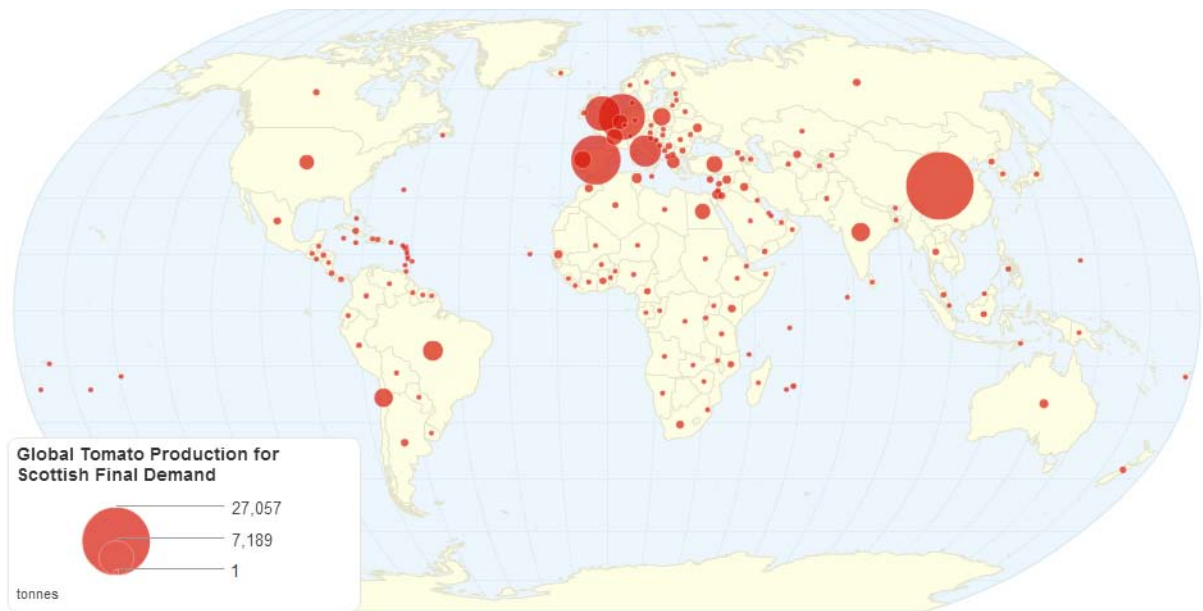 Global Tomato Production for
Scottish Final Demand
27,057
7,189
1
tonnes